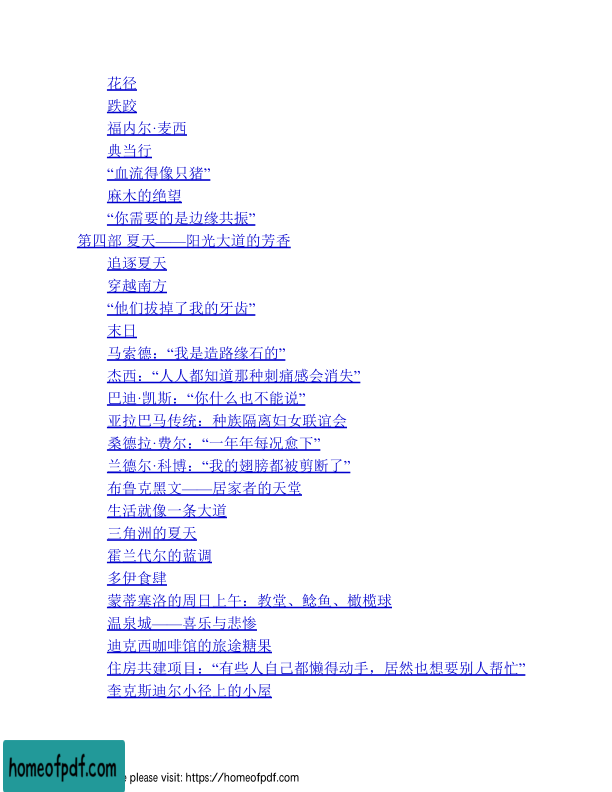 花径
跌跤
福内尔·麦西
典当行
“血流得像只猪”
麻木的绝望
“你需要的是边缘共振”
第四部 夏天——阳光大道的芳香
追逐夏天
穿越南方
“他们拔掉了我的牙齿”
末日
马索德：“我是造路缘石的”
杰西：“人人都知道那种刺痛感会消失”
巴迪·凯斯：“你什么也不能说”
亚拉巴马传统：种族隔离妇女联谊会
桑德拉·费尔：“一年年每况愈下”
兰德尔·科博：“我的翅膀都被剪断了”
布鲁克黑文——居家者的天堂
生活就像一条大道
三角洲的夏天
霍兰代尔的蓝调
多伊食肆
蒙蒂塞洛的周日上午：教堂、鲶鱼、橄榄球
温泉城——喜乐与悲惨
迪克西咖啡馆的旅途糖果
住房共建项目：“有些人自己都懒得动手，居然也想要别人帮忙”
奎克斯迪尔小径上的小屋
homeofpdf.com
e please visit: https://homeofpdf.com